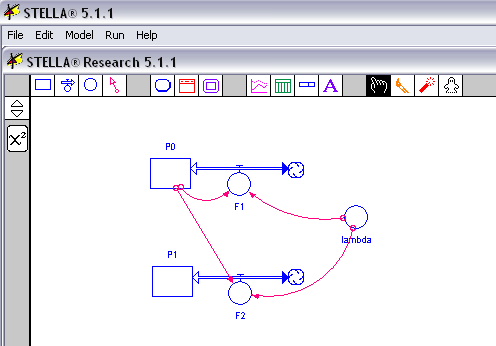 STELLA® 5.1.1
File Edit Model Run Help
STELLA® Research 5.1.1
A
X²
P0
F1
lambda
P1
F2